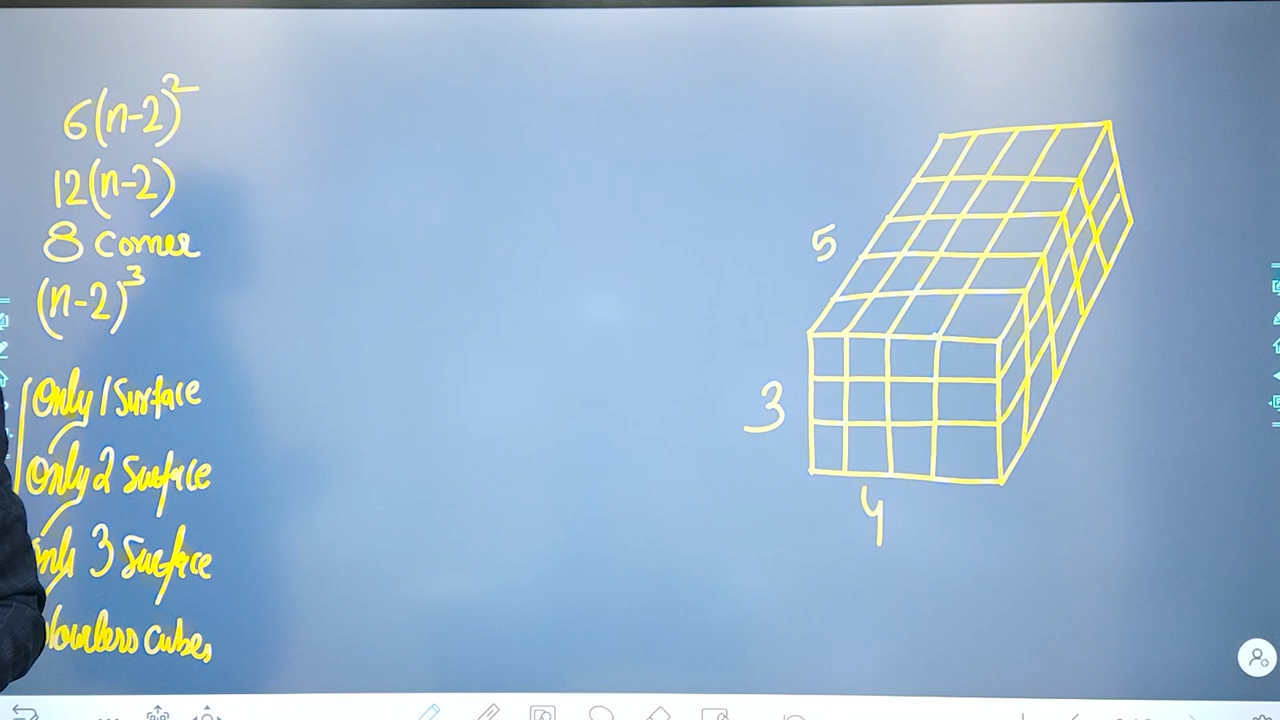 6(n-2)²
12(n-2)
8 corner
(n-2)³
Only 1 Surface
Only 2 Surface
3 Surface
cubes
5
3
4